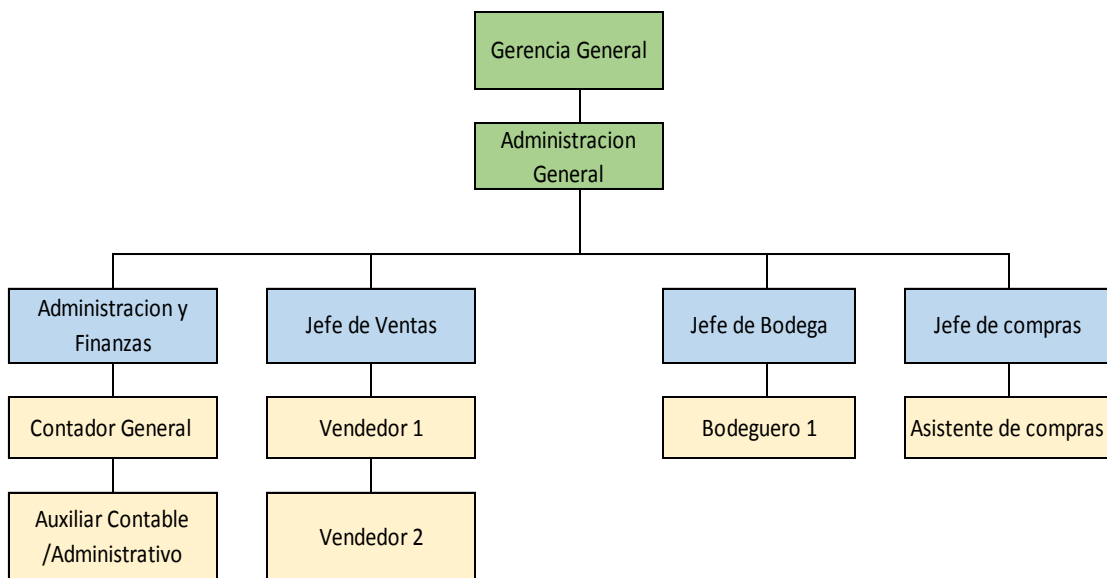 Gerencia General
Administracion
General
Administracion y
Finanzas
Jefe de Ventas
Jefe de Bodega
Jefe de compras
Contador General
Vendedor 1
Bodeguero 1
Asistente de compras
Auxiliar Contable
/Administrativo
Vendedor 2